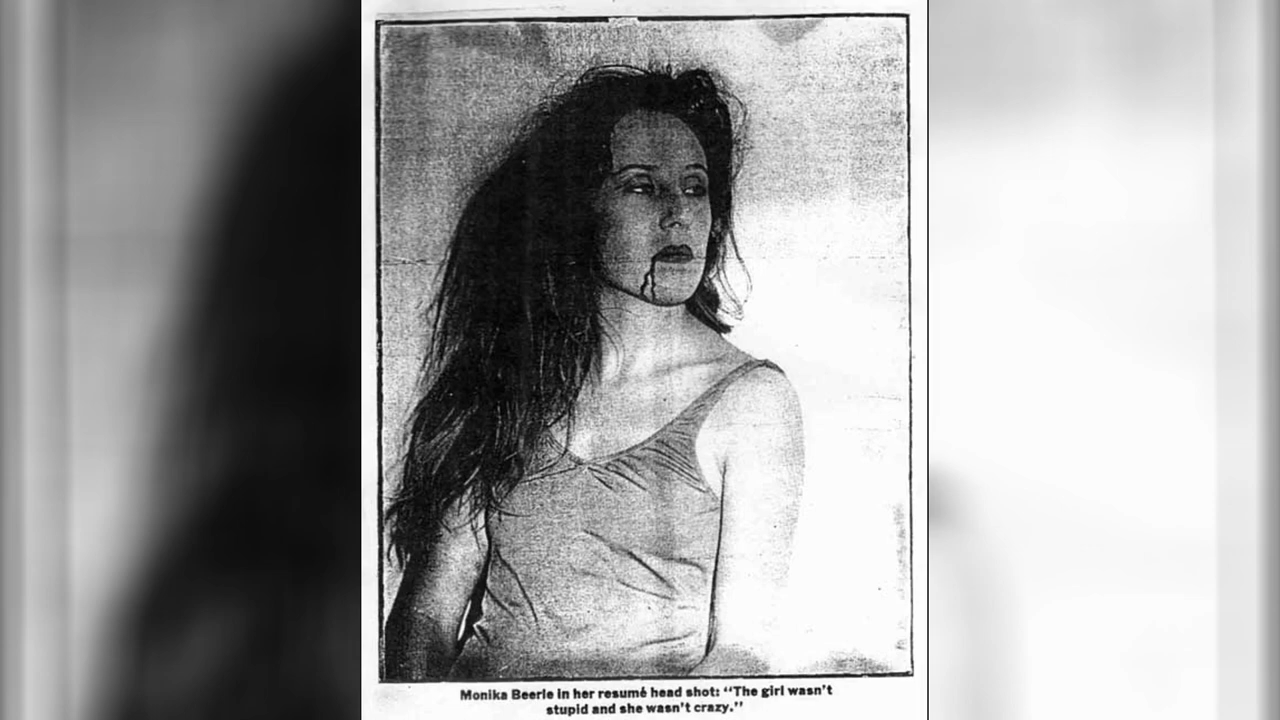 Monika Beerle in her resumé head shot: "The girl wasn't
stupid and she wasn't crazy."